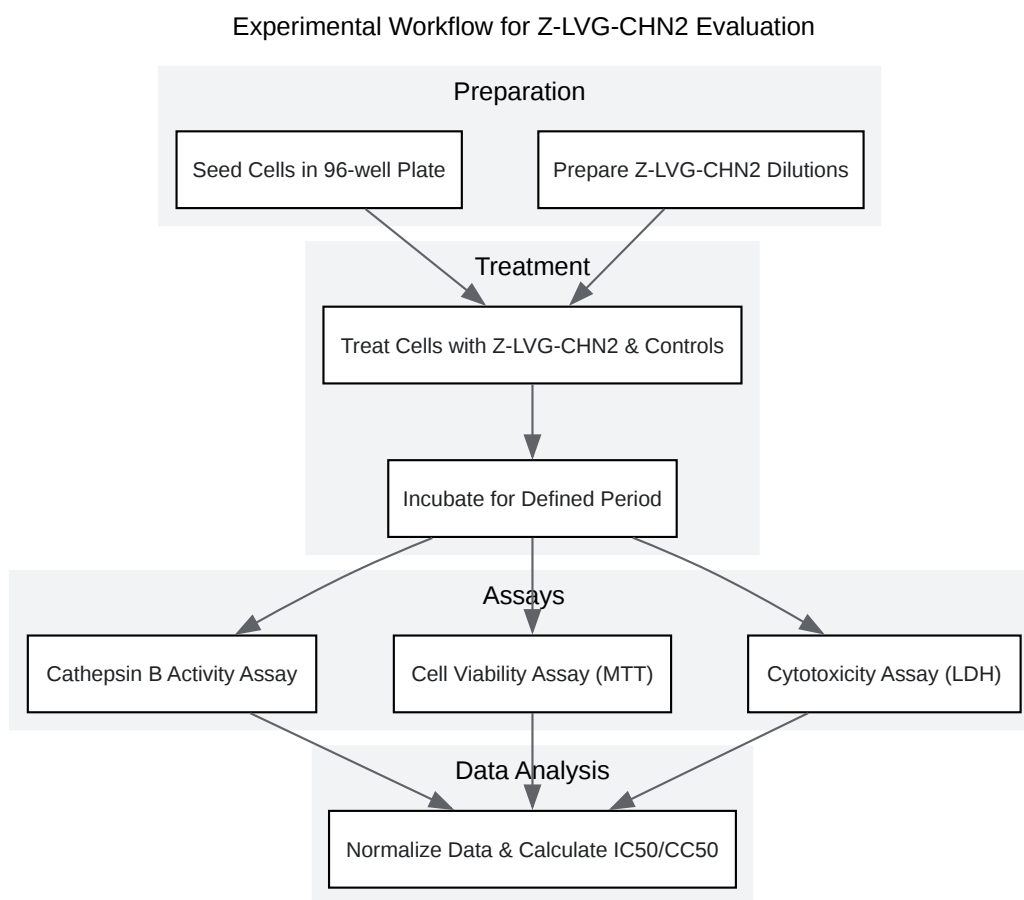 Experimental Workflow for Z-LVG-CHN2 Evaluation
Preparation
Seed Cells in 96-well Plate
Prepare Z-LVG-CHN2 Dilutions
Treatment
Treat Cells with Z-LVG-CHN2 & Controls
Incubate for Defined Period
Assays
Cathepsin B Activity Assay
Cell Viability Assay (MTT)
Cytotoxicity Assay (LDH)
Data Analysis
Normalize Data & Calculate IC50/CC50